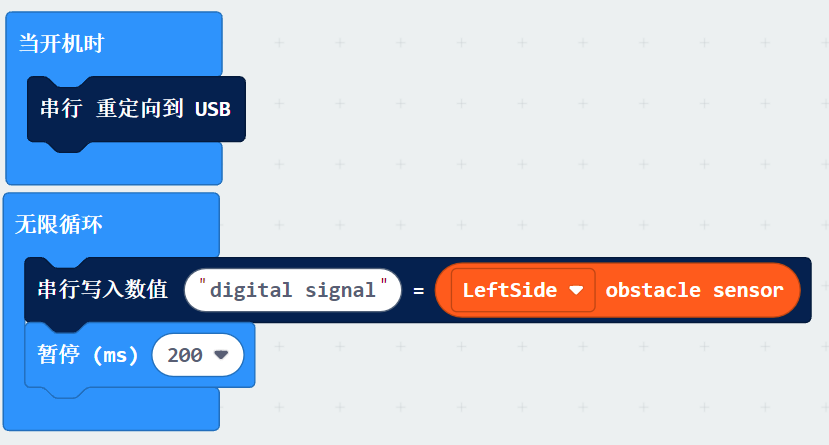 当开机时
串行 重定向到 USB
无限循环
串行写入数值 "digital signal" = LeftSide obstacle sensor
暂停 (ms) 200